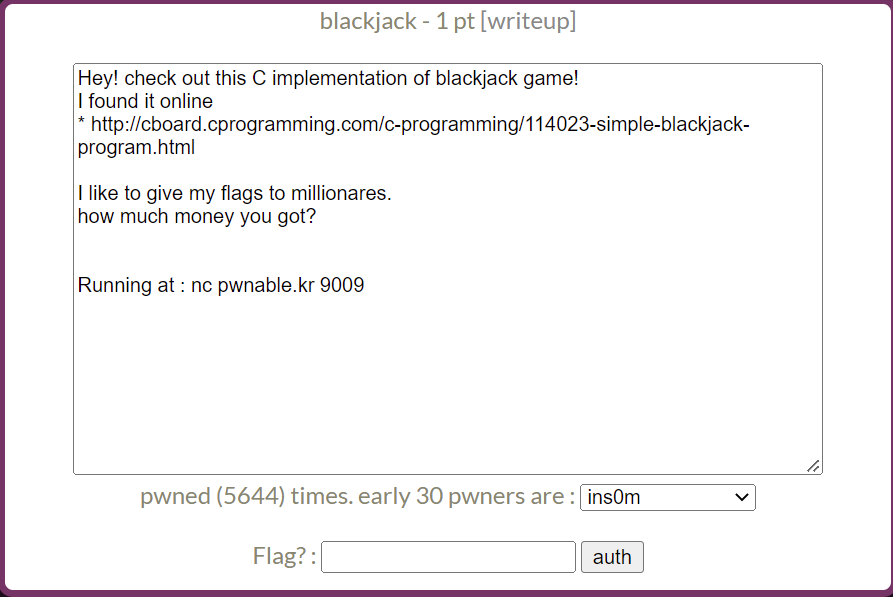 blackjack - 1 pt [writeup]
Hey! check out this C implementation of blackjack game!
I found it online
* http://cboard.cprogramming.com/c-programming/114023-simple-blackjack-
program.html
I like to give my flags to millionares.
how much money you got?
Running at : nc pwnable.kr 9009
pwned (5644) times. early 30 pwners are : ins0m
Flag? : auth